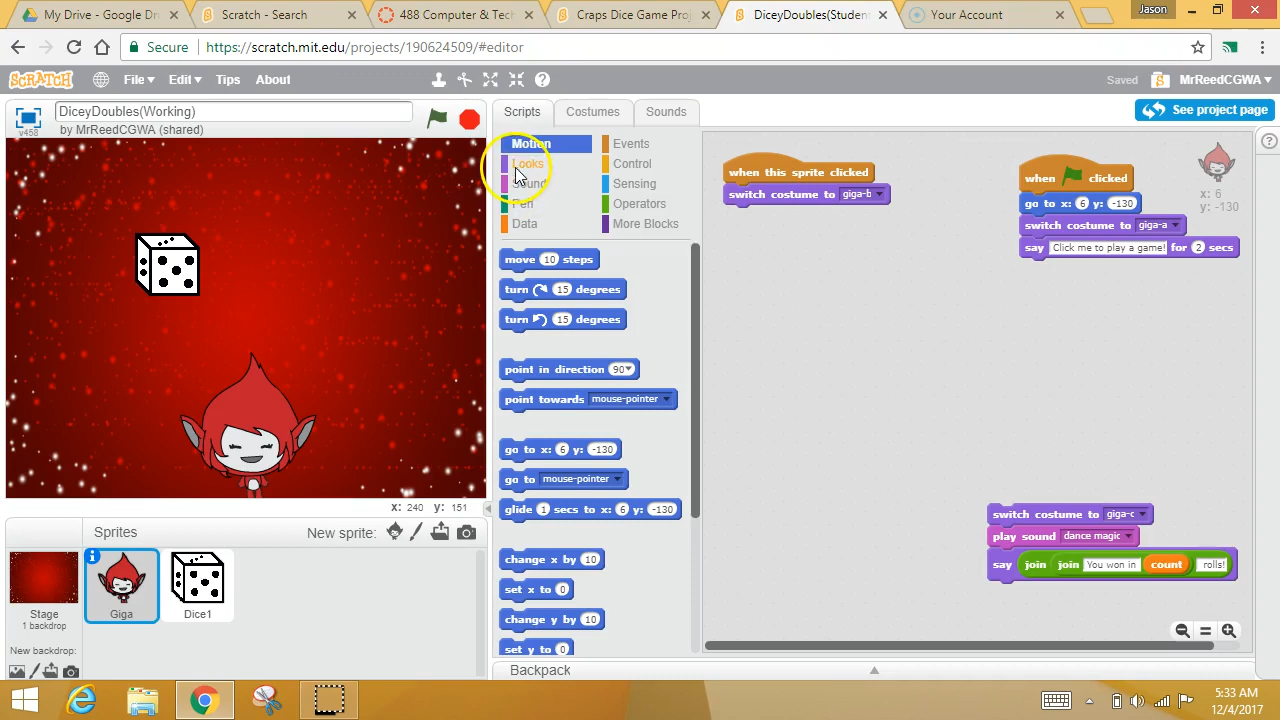 My Drive - Google Dr
Scratch - Search
488 Computer & Tech
Craps Dice Game Proj
DiceyDoubles(Student
Your Account
Jason
Secure
https://scratch.mit.edu/projects/190624509/#editor
SCRATCH
File
Edit
Tips
About
Saved
MrReedCGWA
v458
DiceyDoubles(Working)
by MrReedCGWA (shared)
Scripts
Costumes
Sounds
See project page
Motion
Events
Looks
Control
Sound
Sensing
Pen
Operators
Data
More Blocks
move 10 steps
turn 15 degrees
turn 15 degrees
point in direction 90
point towards mouse-pointer
go to x: 6 y: -130
go to mouse-pointer
glide 1 secs to x: 6 y: -130
change x by 10
set x to 0
change y by 10
set y to 0
when this sprite clicked
switch costume to giga-b
when clicked
go to x: 6 y: -130
switch costume to giga-a
say Click me to play a game! for 2 secs
x: 6
y: -130
switch costume to giga-c
play sound dance magic
say join join You won in count rolls!
x: 240 y: 151
Sprites
New sprite:
Stage
1 backdrop
New backdrop:
Giga
Dice1
Backpack
5:33 AM
12/4/2017